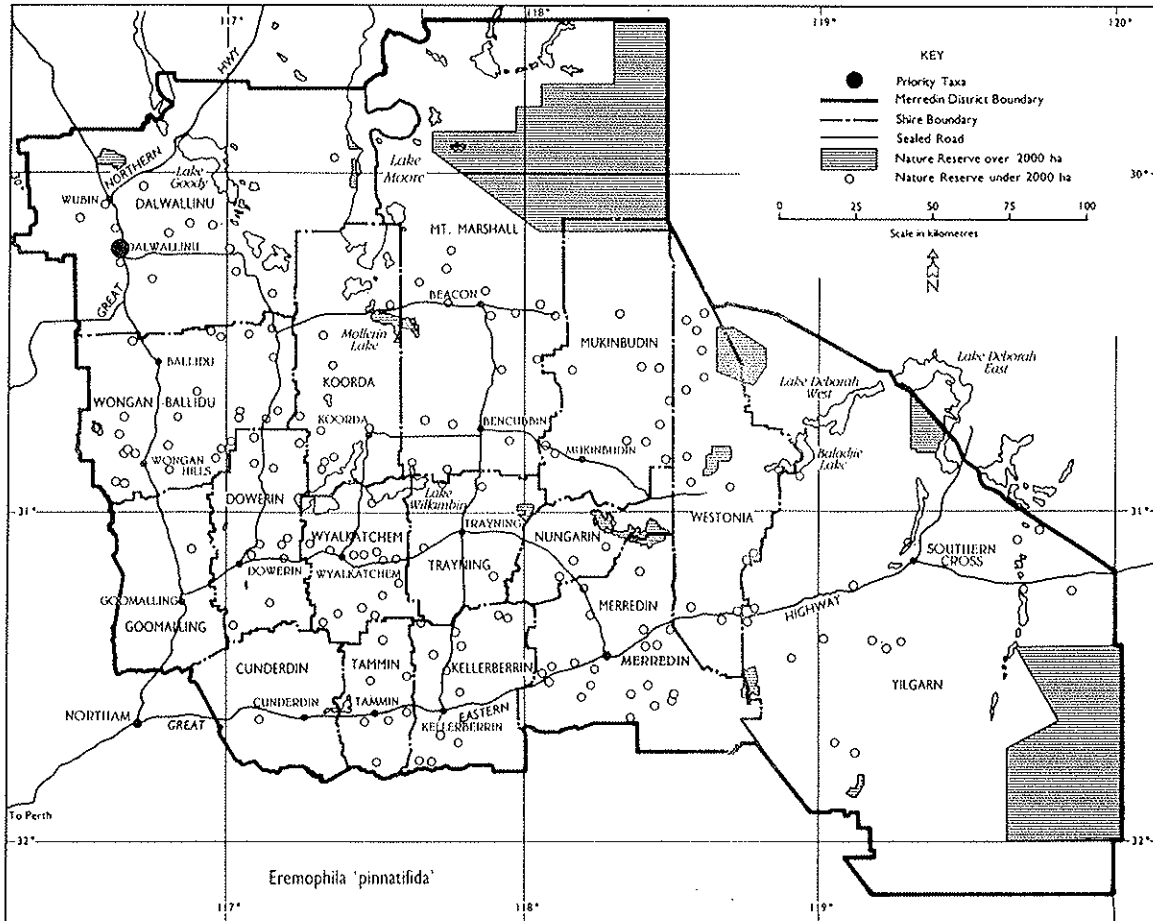 117°
118°
119°
120°
KEY
Priority Taxa
Merredin District Boundary
Shire Boundary
Sealed Road
Nature Reserve over 2000 ha
Nature Reserve under 2000 ha
0 25 50 75 100
Scale in kilometres
N
HWY
NORTHERN
Lake Goody
Lake Moore
30°
30°
WUBIN
DALWALLINU
DALWALLINU
MT. MARSHALL
GREAT
BEACON
Mollerin Lake
BALLIDU
MUKINBUDIN
Lake Deborah East
Lake Deborah West
KOORDA
WONGAN BALLIDU
KOORDA
BENCUBBIN
MUKINBUDIN
Baladjie Lake
WONGAN HILLS
DOWERIN
Lake Wilkambin
31°
31°
TRAYNING
WESTONIA
WYALKATCHEM
NUNGARIN
SOUTHERN CROSS
DOWERIN
WYALKATCHEM
TRAYNING
GOOMALLING
MERREDIN
HIGHWAY
GOOMALLING
CUNDERDIN
TAMMIN
KELLERBERRIN
MERREDIN
YILGARN
CUNDERDIN
TAMMIN
EASTERN
NORTHAM
GREAT
KELLERBERRIN
To Perth
32°
32°
Eremophila 'pinnatifida'
117°
118°
119°